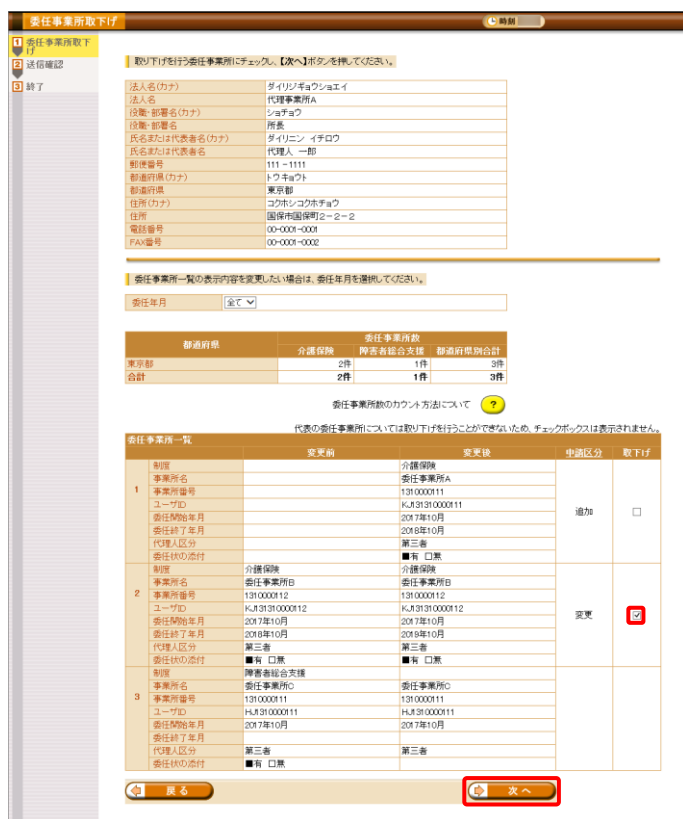 委任事業所取下げ
時刻
1 委任事業所取下げ
2 送信確認
3 終了
取り下げを行う委任事業所にチェックし、【次へ】ボタンを押してください。
法人名(カナ) ダイリジギョウショエイ
法人名 代理事業所A
役職・部署名(カナ) ショチョウ
役職・部署名 所長
氏名または代表者名(カナ) ダイリニン イチロウ
氏名または代表者名 代理人 一郎
郵便番号 111-1111
都道府県(カナ) トウキョウト
都道府県 東京都
住所(カナ) コクホシコクホチョウ
住所 国保市国保町2-2-2
電話番号 00-0001-0001
FAX番号 00-0001-0002
委任事業所一覧の表示内容を変更したい場合は、委任年月を選択してください。
委任年月 全て
都道府県 委任事業所数
介護保険 障害者総合支援 都道府県別合計
東京都 2件 1件 3件
合計 2件 1件 3件
委任事業所数のカウント方法について ?
代表の委任事業所については取り下げを行うことができないため、チェックボックスは表示されません。
委任事業所一覧
変更前 変更後 申請区分 取下げ
1
制度 介護保険
事業所名 委任事業所A
事業所番号 1310000111
ユーザID KJ131310000111
委任開始年月 2017年10月
委任終了年月 2018年10月
代理人区分 第三者
委任状の添付 ■有 □無
追加 □
2
制度 介護保険 介護保険
事業所名 委任事業所B 委任事業所B
事業所番号 1310000112 1310000112
ユーザID KJ131310000112 KJ131310000112
委任開始年月 2017年10月 2017年10月
委任終了年月 2018年10月 2019年10月
代理人区分 第三者 第三者
委任状の添付 ■有 □無 ■有 □無
変更 ☑
3
制度 障害者総合支援
事業所名 委任事業所C 委任事業所C
事業所番号 1310000111 1310000111
ユーザID HJ1310000111 HJ1310000111
委任開始年月 2017年10月 2017年10月
委任終了年月
代理人区分 第三者 第三者
委任状の添付 ■有 □無
戻る
次へ